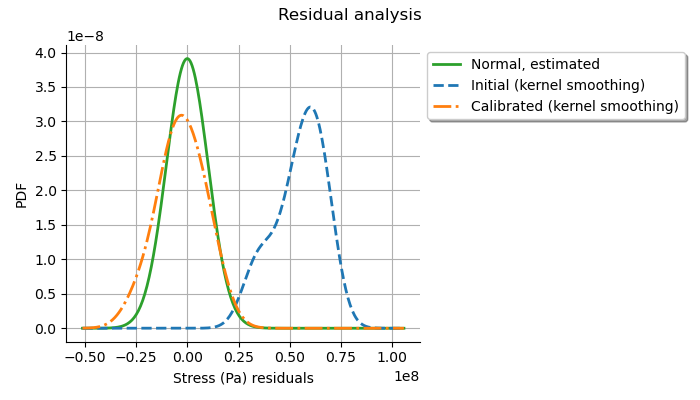 Residual analysis
1e−8
4.0
3.5
3.0
2.5
2.0
1.5
1.0
0.5
0.0
PDF
−0.50 −0.25 0.00 0.25 0.50 0.75 1.00
1e8
Stress (Pa) residuals
Normal, estimated
Initial (kernel smoothing)
Calibrated (kernel smoothing)